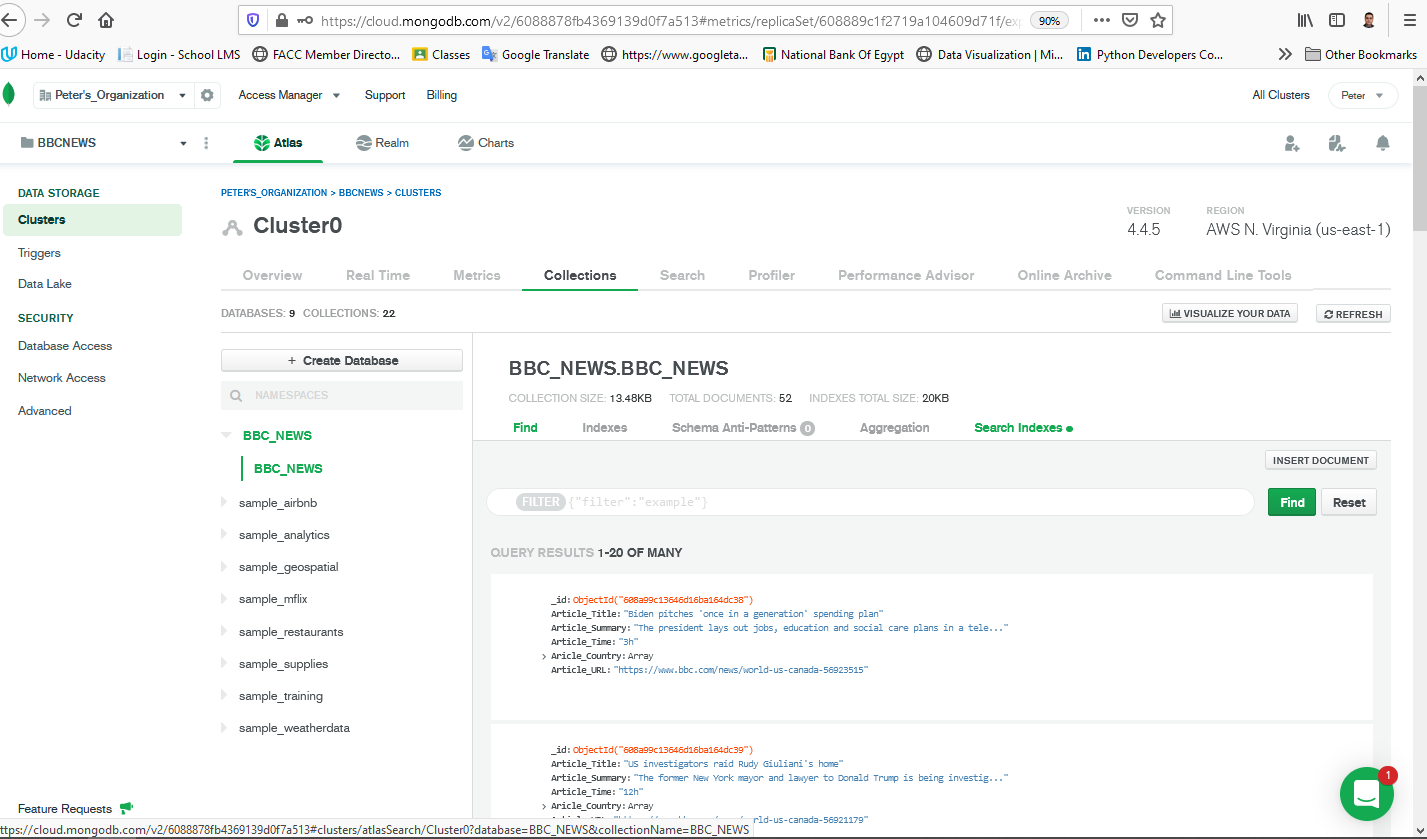 https://cloud.mongodb.com/v2/6088878fb4369139d0f7a513#metrics/replicaSet/608889c1f2719a104609d71f/exp 90%
Home - Udacity Login - School LMS FACC Member Directo... Classes Google Translate https://www.googleta... National Bank Of Egypt Data Visualization | Mi... Python Developers Co... Other Bookmarks
Peter's_Organization Access Manager Support Billing All Clusters Peter
BBCNEWS Atlas Realm Charts
DATA STORAGE
Clusters
Triggers
Data Lake
SECURITY
Database Access
Network Access
Advanced
PETER'S_ORGANIZATION > BBCNEWS > CLUSTERS
Cluster0
VERSION REGION
4.4.5 AWS N. Virginia (us-east-1)
Overview Real Time Metrics Collections Search Profiler Performance Advisor Online Archive Command Line Tools
DATABASES: 9 COLLECTIONS: 22 VISUALIZE YOUR DATA REFRESH
+ Create Database
NAMESPACES
BBC_NEWS
BBC_NEWS
sample_airbnb
sample_analytics
sample_geospatial
sample_mflix
sample_restaurants
sample_supplies
sample_training
sample_weatherdata
BBC_NEWS.BBC_NEWS
COLLECTION SIZE: 13.48KB TOTAL DOCUMENTS: 52 INDEXES TOTAL SIZE: 20KB
Find Indexes Schema Anti-Patterns 0 Aggregation Search Indexes
INSERT DOCUMENT
FILTER {"filter":"example"} Find Reset
QUERY RESULTS 1-20 OF MANY
_id: ObjectId("608a99c13646d16ba164dc38")
Article_Title: "Biden pitches 'once in a generation' spending plan"
Article_Summary: "The president lays out jobs, education and social care plans in a tele..."
Article_Time: "3h"
Aricle_Country: Array
Article_URL: "https://www.bbc.com/news/world-us-canada-56923515"
_id: ObjectId("608a99c13646d16ba164dc39")
Article_Title: "US investigators raid Rudy Giuliani's home"
Article_Summary: "The former New York mayor and lawyer to Donald Trump is being investig..."
Article_Time: "12h"
Aricle_Country: Array
1
Feature Requests
ttps://cloud.mongodb.com/v2/6088878fb4369139d0f7a513#clusters/atlasSearch/Cluster0?database=BBC_NEWS&collectionName=BBC_NEWS